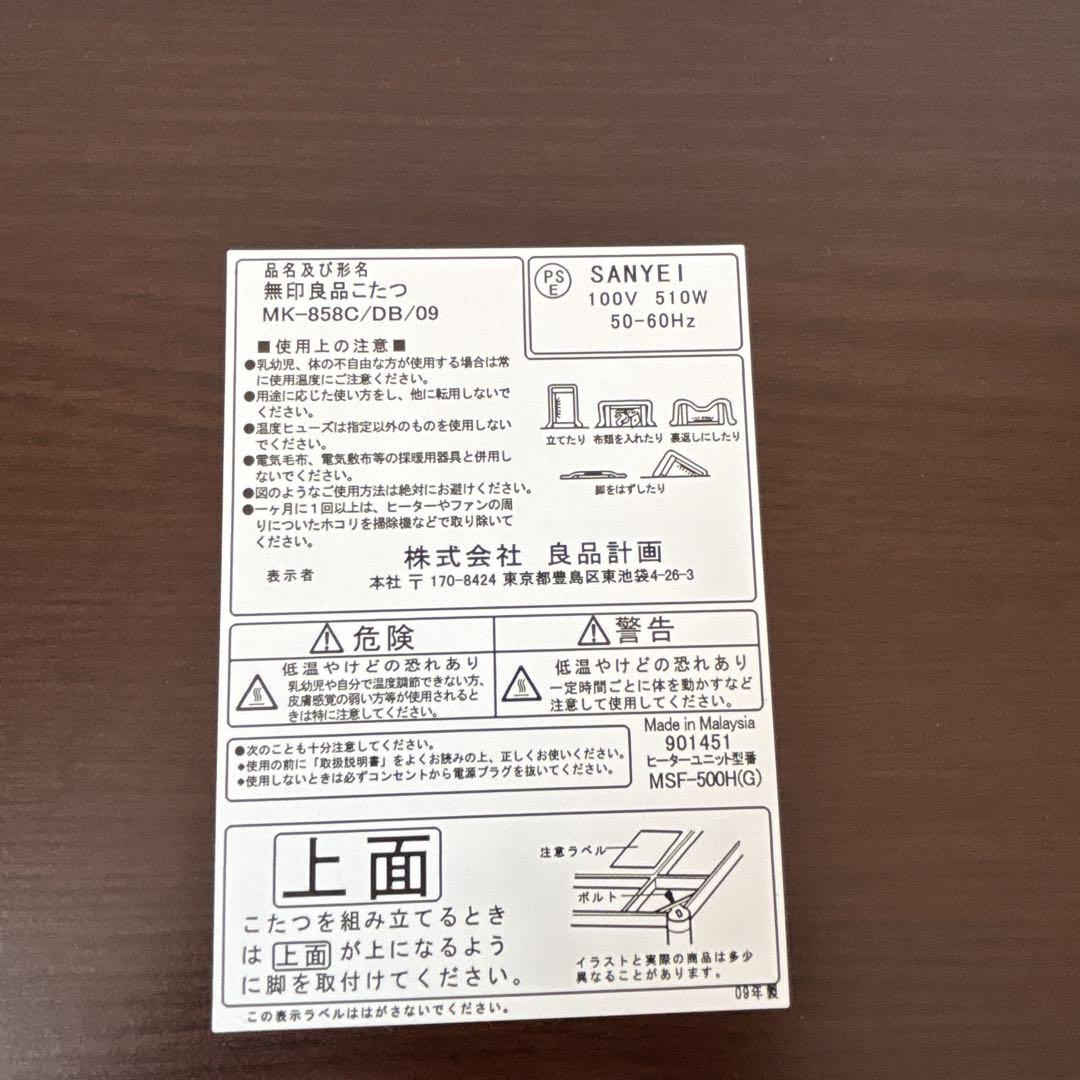 品名及び形名
無印良品こたつ
MK-858C/DB/09
■使用上の注意■
●乳幼児、体の不自由な方が使用する場合は常
に使用温度にご注意ください。
●用途に応じた使い方をし、他に転用しないで
ください。
●温度ヒューズは指定以外のものを使用しない
でください。
●電気毛布、電気敷布等の採暖用器具と併用し
ないでください。
●図のようなご使用方法は絶対にお避けください。
●一ヶ月に1回以上は、ヒーターやファンの周
りについたホコリを掃除機などで取り除いて
ください。
PS
E
SANYEI
100V 510W
50-60Hz
立てたり 布類を入れたり 裏返しにしたり
脚をはずしたり
株式会社 良品計画
表示者
本社 〒170-8424 東京都豊島区東池袋4-26-3
⚠危険
低温やけどの恐れあり
乳幼児や自分で温度調節できない方、
皮膚感覚の弱い方等が使用されると
きは特に注意してください。
⚠警告
低温やけどの恐れあり
一定時間ごとに体を動かすなど
注意して使用してください。
●次のことも十分注意してください。
●使用の前に「取扱説明書」をよくお読みの上、正しくお使いください。
●使用しないときは必ずコンセントから電源プラグを抜いてください。
Made in Malaysia
901451
ヒーターユニット型番
MSF-500H(G)
上面
こたつを組み立てるとき
は 上面 が上になるよう
に脚を取付けてください。
注意ラベル
ボルト
イラストと実際の商品は多少
異なることがあります。
09年製
この表示ラベルははがさないでください。